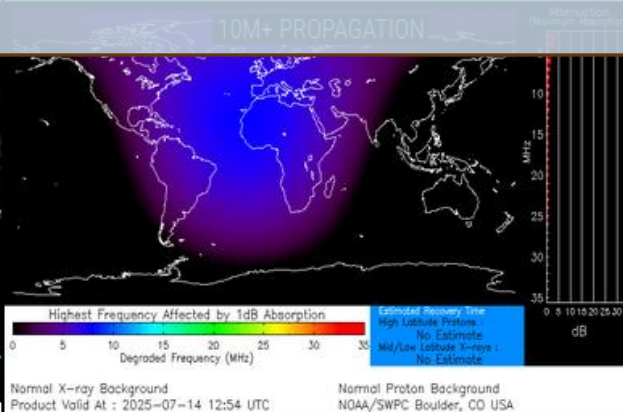 10M+ PROPAGATION
Attenuation
5
10
15
20
25
30
35
MHz
0 5 10 15 20 25 30
dB
Highest Frequency Affected by 1dB Absorption
0 5 10 15 20 25 30 35
Degraded Frequency (MHz)
Estimated Recovery Time
High Latitude Protons :
No Estimate
Mid/Low Latitude X-rays :
No Estimate
Normal X-ray Background
Normal Proton Background
Product Valid At : 2025-07-14 12:54 UTC
NOAA/SWPC Boulder, CO USA